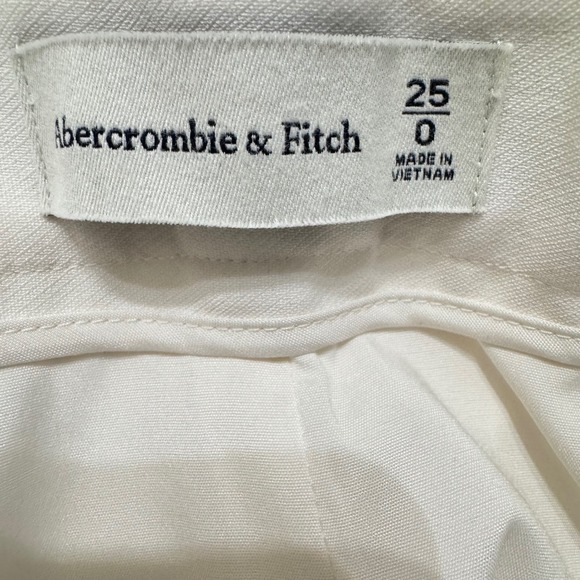 Abercrombie & Fitch
25
0
MADE IN
VIETNAM